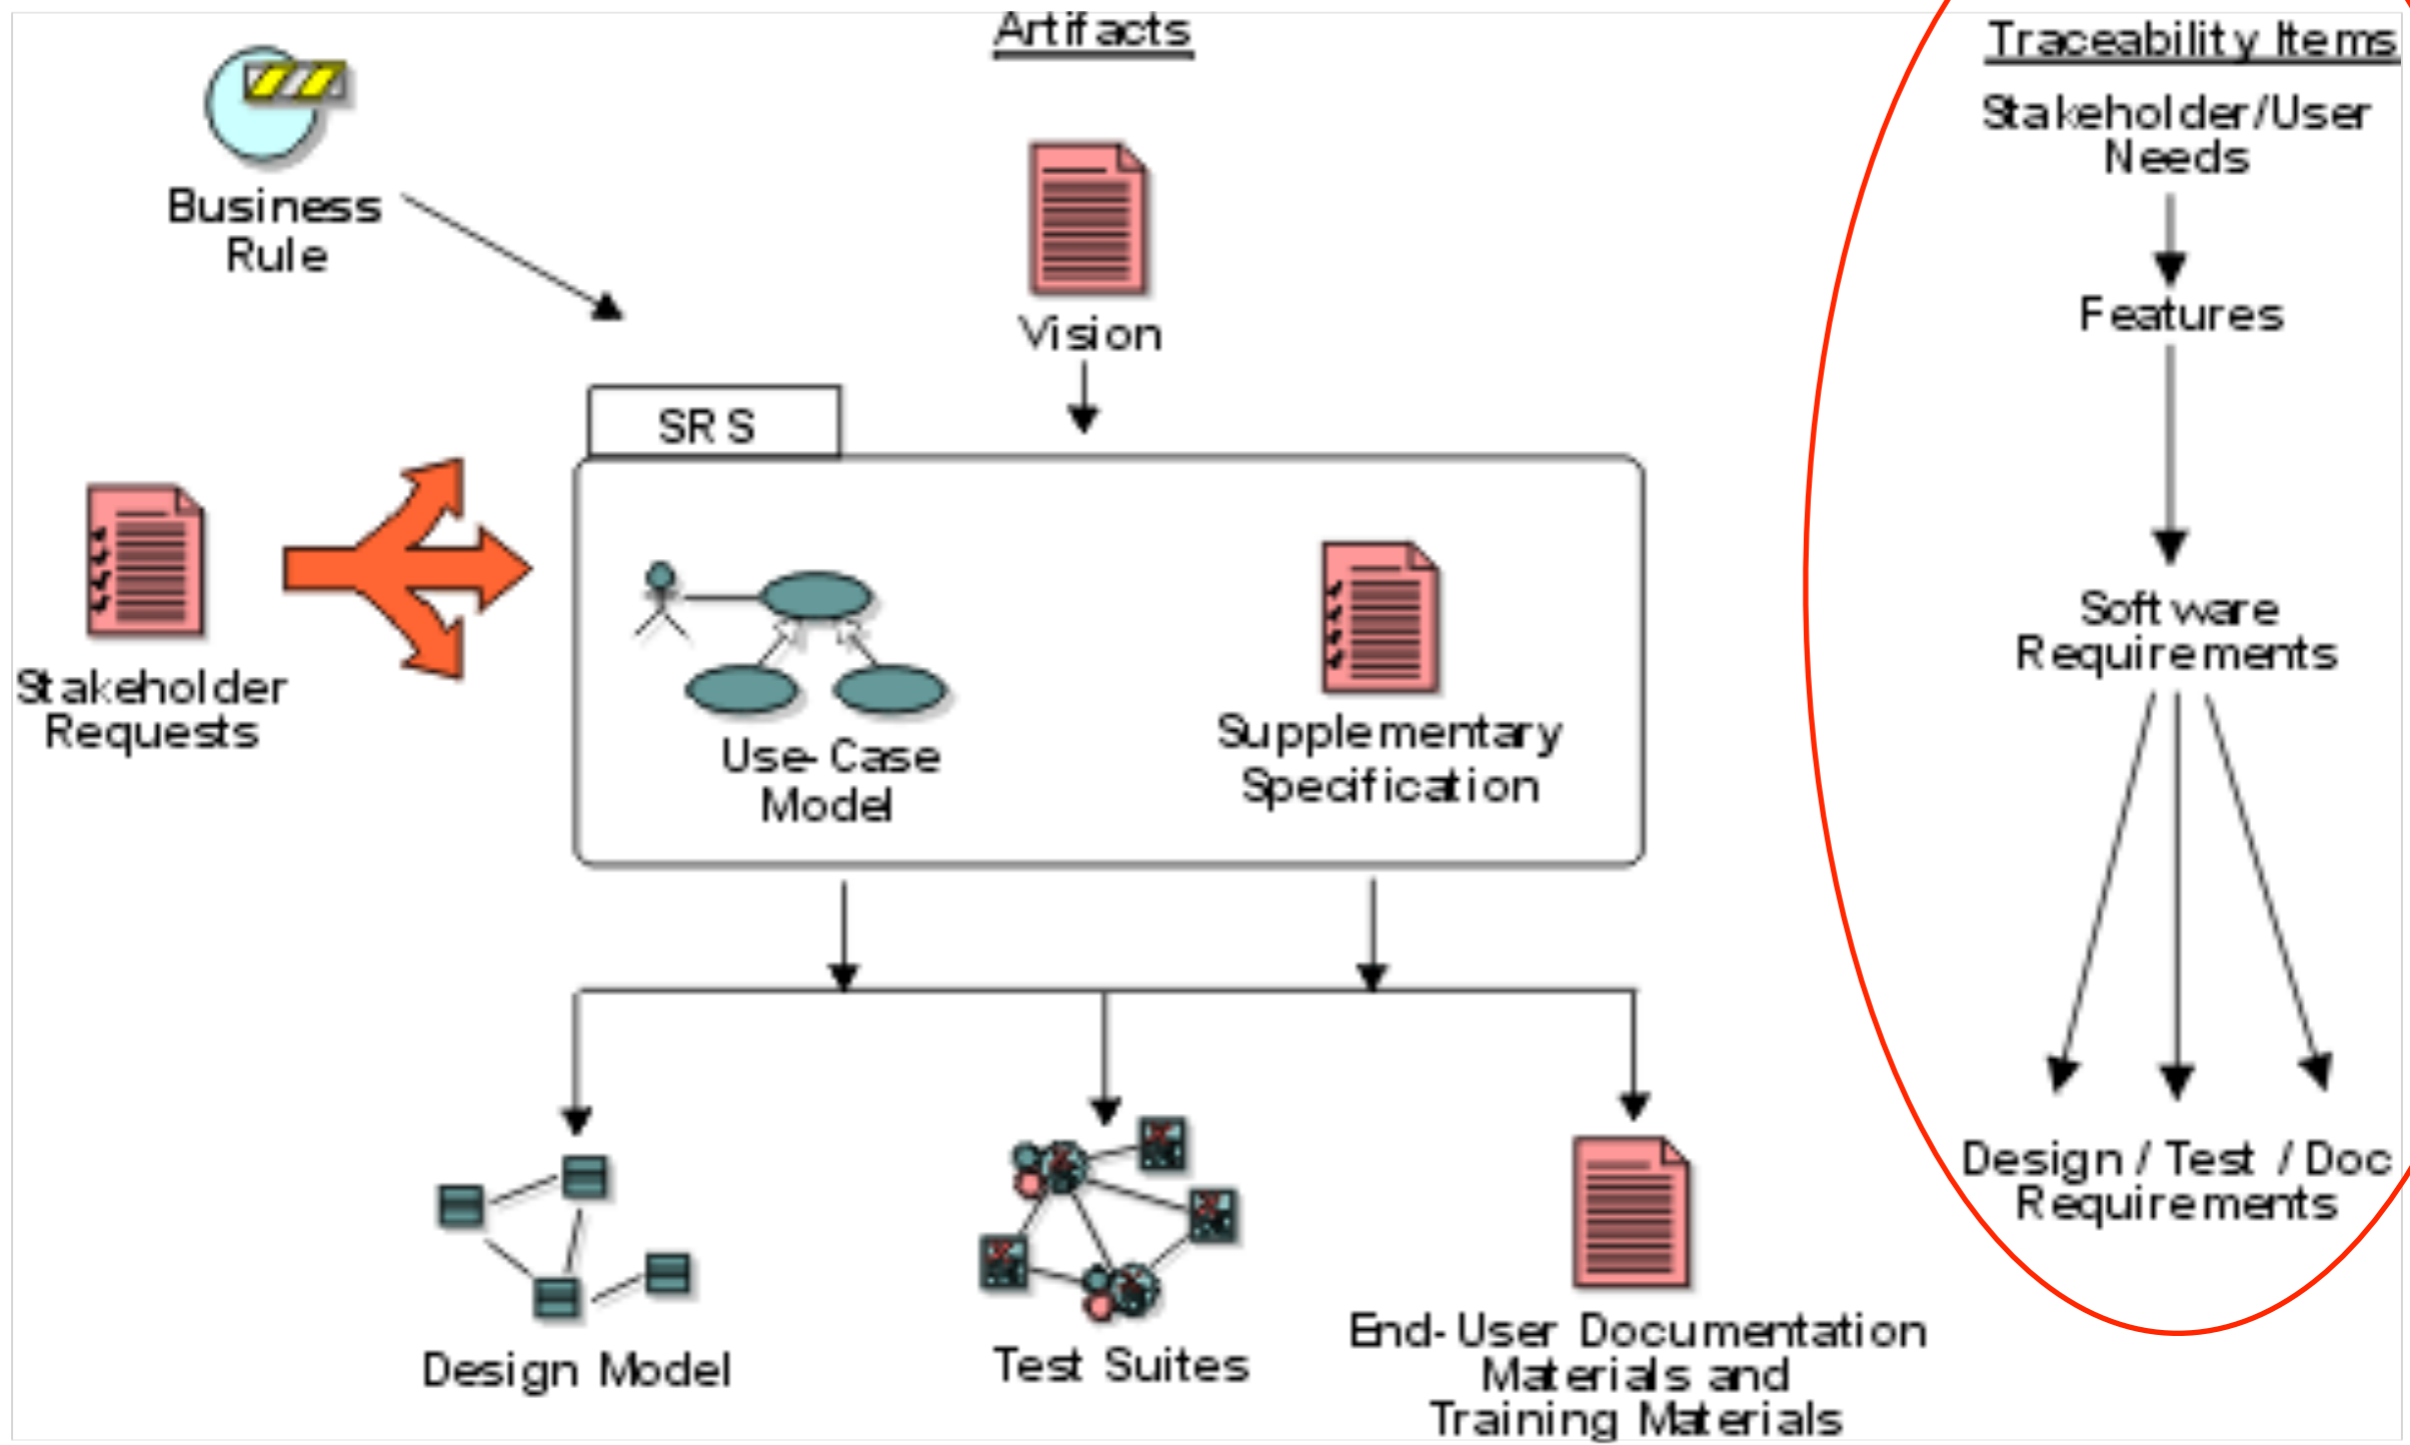 Artifacts
Traceability Items
Business
Rule
Vision
Stakeholder/User
Needs
Features
SRS
Stakeholder
Requests
Use-Case
Model
Supplementary
Specification
Software
Requirements
Design / Test / Doc
Requirements
Design Model
Test Suites
End-User Documentation
Materials and
Training Materials